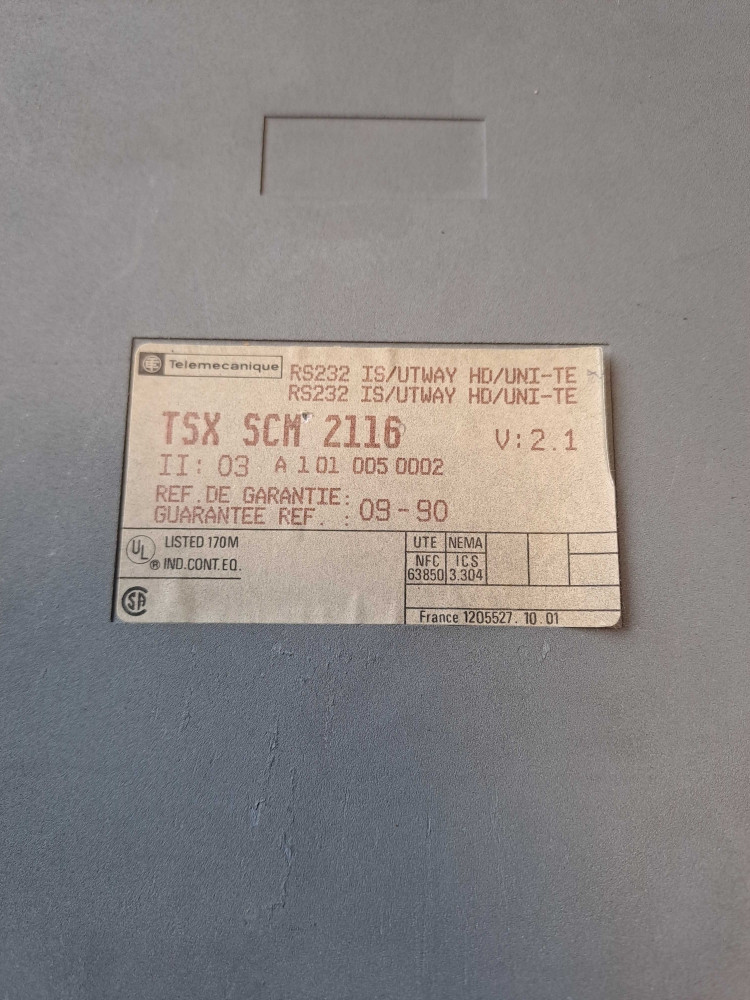 Telemecanique
RS232 IS/UTWAY HD/UNI-TE
RS232 IS/UTWAY HD/UNI-TE
TSX SCM 2116 V: 2.1
II: 03 A 1 01 005 0002
REF.DE GARANTIE:
GUARANTEE REF. : 09-90
UL LISTED 170M
® IND.CONT.EQ.
SA
UTE NEMA
NFC ICS
63850 3.304
France 1205527.10.01